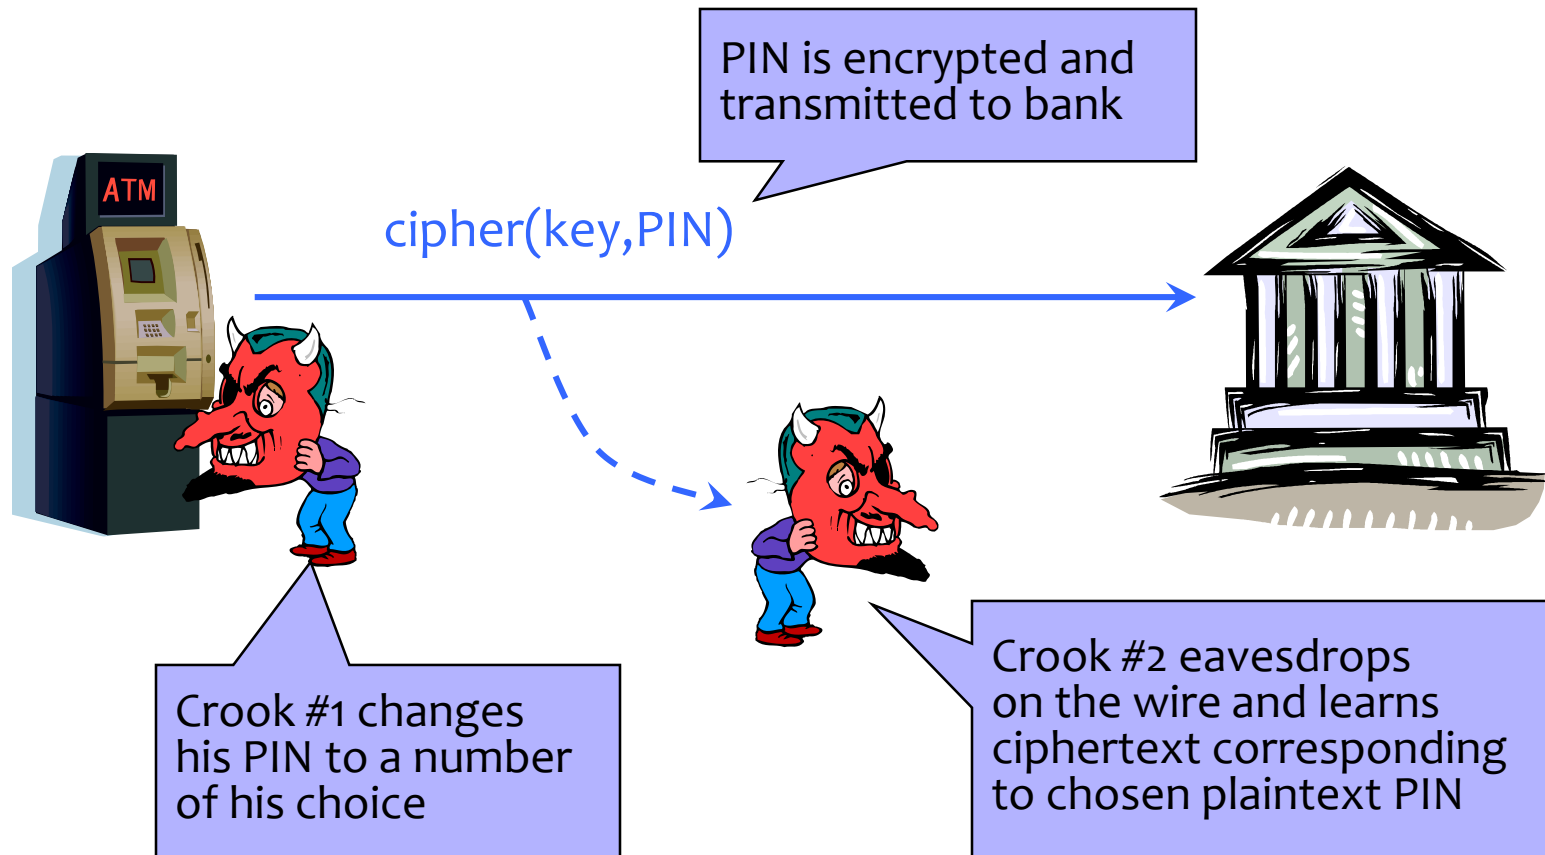 PIN is encrypted and
transmitted to bank
ATM
cipher(key,PIN)
Crook #1 changes
his PIN to a number
of his choice
Crook #2 eavesdrops
on the wire and learns
ciphertext corresponding
to chosen plaintext PIN